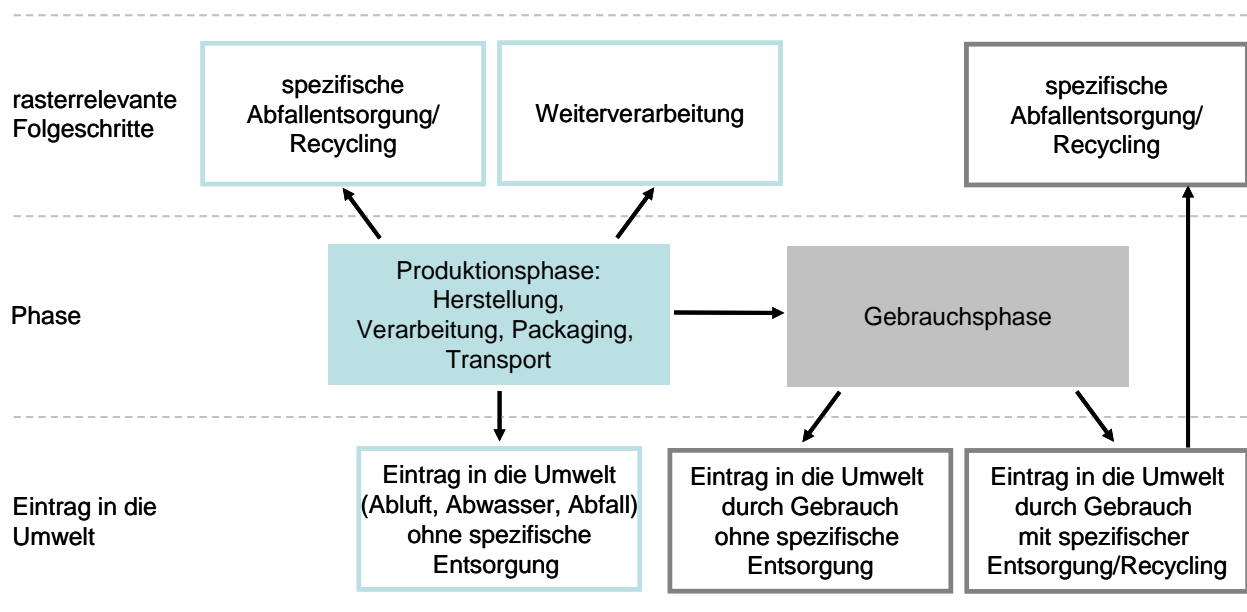 rasterrelevante
Folgeschritte
spezifische
Abfallentsorgung/
Recycling
Weiterverarbeitung
spezifische
Abfallentsorgung/
Recycling
Phase
Produktionsphase:
Herstellung,
Verarbeitung, Packaging,
Transport
Gebrauchsphase
Eintrag in die
Umwelt
Eintrag in die Umwelt
(Abluft, Abwasser, Abfall)
ohne spezifische
Entsorgung
Eintrag in die Umwelt
durch Gebrauch
ohne spezifische
Entsorgung
Eintrag in die Umwelt
durch Gebrauch
mit spezifischer
Entsorgung/Recycling